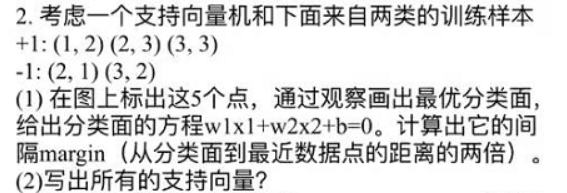 2. 考虑一个支持向量机和下面来自两类的训练样本
+1: (1, 2) (2, 3) (3, 3)
-1: (2, 1) (3, 2)
(1) 在图上标出这5个点，通过观察画出最优分类面，
给出分类面的方程w1x1+w2x2+b=0。计算出它的间
隔margin（从分类面到最近数据点的距离的两倍）。
(2)写出所有的支持向量?